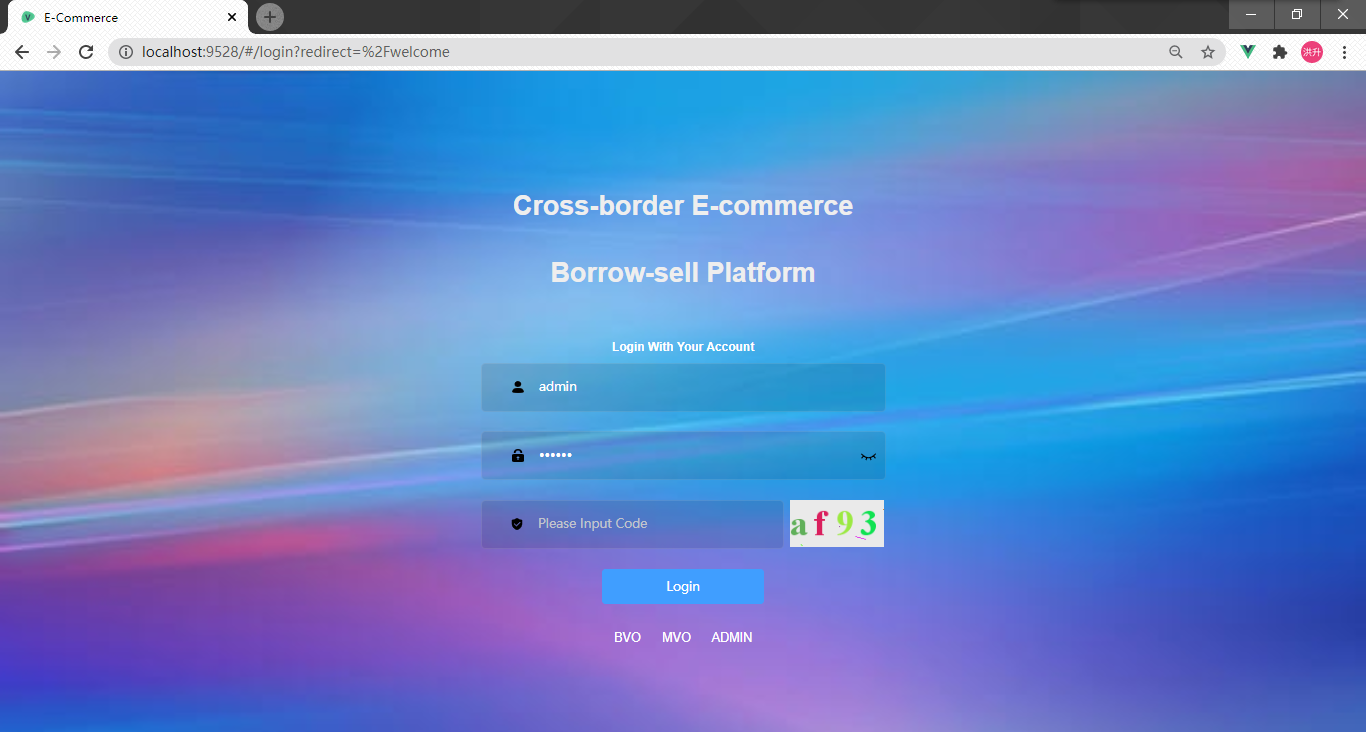 E-Commerce
localhost:9528/#/login?redirect=%2Fwelcome
洪升
Cross-border E-commerce
Borrow-sell Platform
Login With Your Account
admin
••••••
Please Input Code
af93
Login
BVO MVO ADMIN